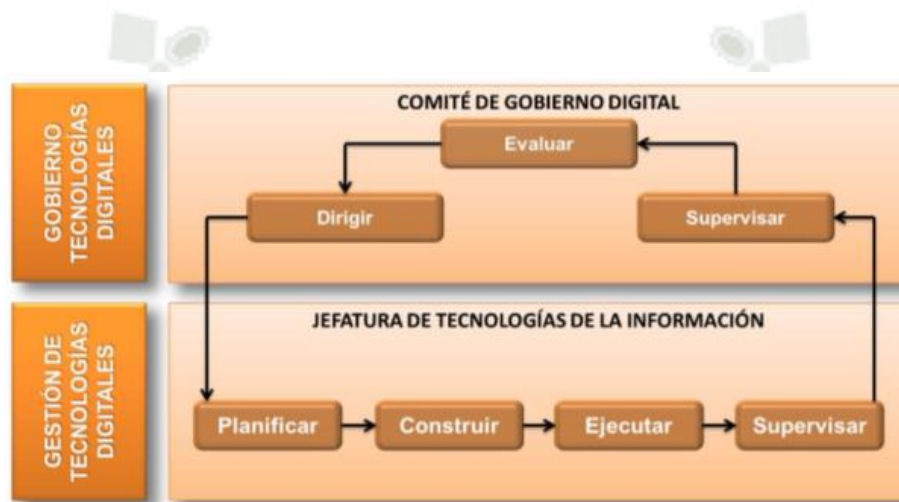 GOBIERNO
TECNOLOGÍAS
DIGITALES
COMITÉ DE GOBIERNO DIGITAL
Evaluar
Dirigir
Supervisar
GESTIÓN DE
TECNOLOGÍAS
DIGITALES
JEFATURA DE TECNOLOGÍAS DE LA INFORMACIÓN
Planificar
Construir
Ejecutar
Supervisar